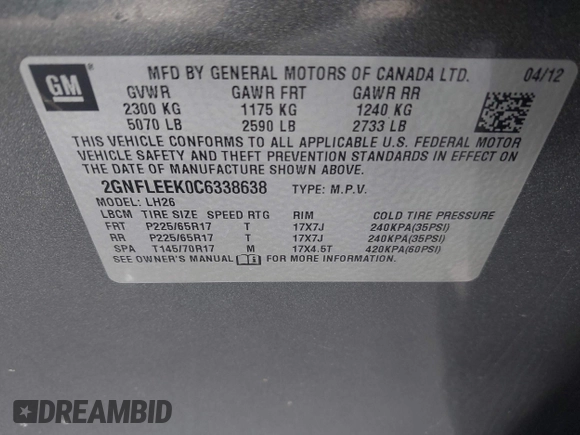 GM
MFD BY GENERAL MOTORS OF CANADA LTD. 04/12
GVWR GAWR FRT GAWR RR
2300 KG 1175 KG 1240 KG
5070 LB 2590 LB 2733 LB
THIS VEHICLE CONFORMS TO ALL APPLICABLE U.S. FEDERAL MOTOR
VEHICLE SAFETY AND THEFT PREVENTION STANDARDS IN EFFECT ON
THE DATE OF MANUFACTURE SHOWN ABOVE.
2GNFLEEK0C6338638 TYPE: M.P.V.
MODEL: LH26
LBCM TIRE SIZE SPEED RTG RIM COLD TIRE PRESSURE
FRT P225/65R17 T 17X7J 240KPA(35PSI)
RR P225/65R17 T 17X7J 240KPA(35PSI)
SPA T145/70R17 M 17X4.5T 420KPA(60PSI)
SEE OWNER'S MANUAL FOR MORE INFORMATION.
DREAMBID